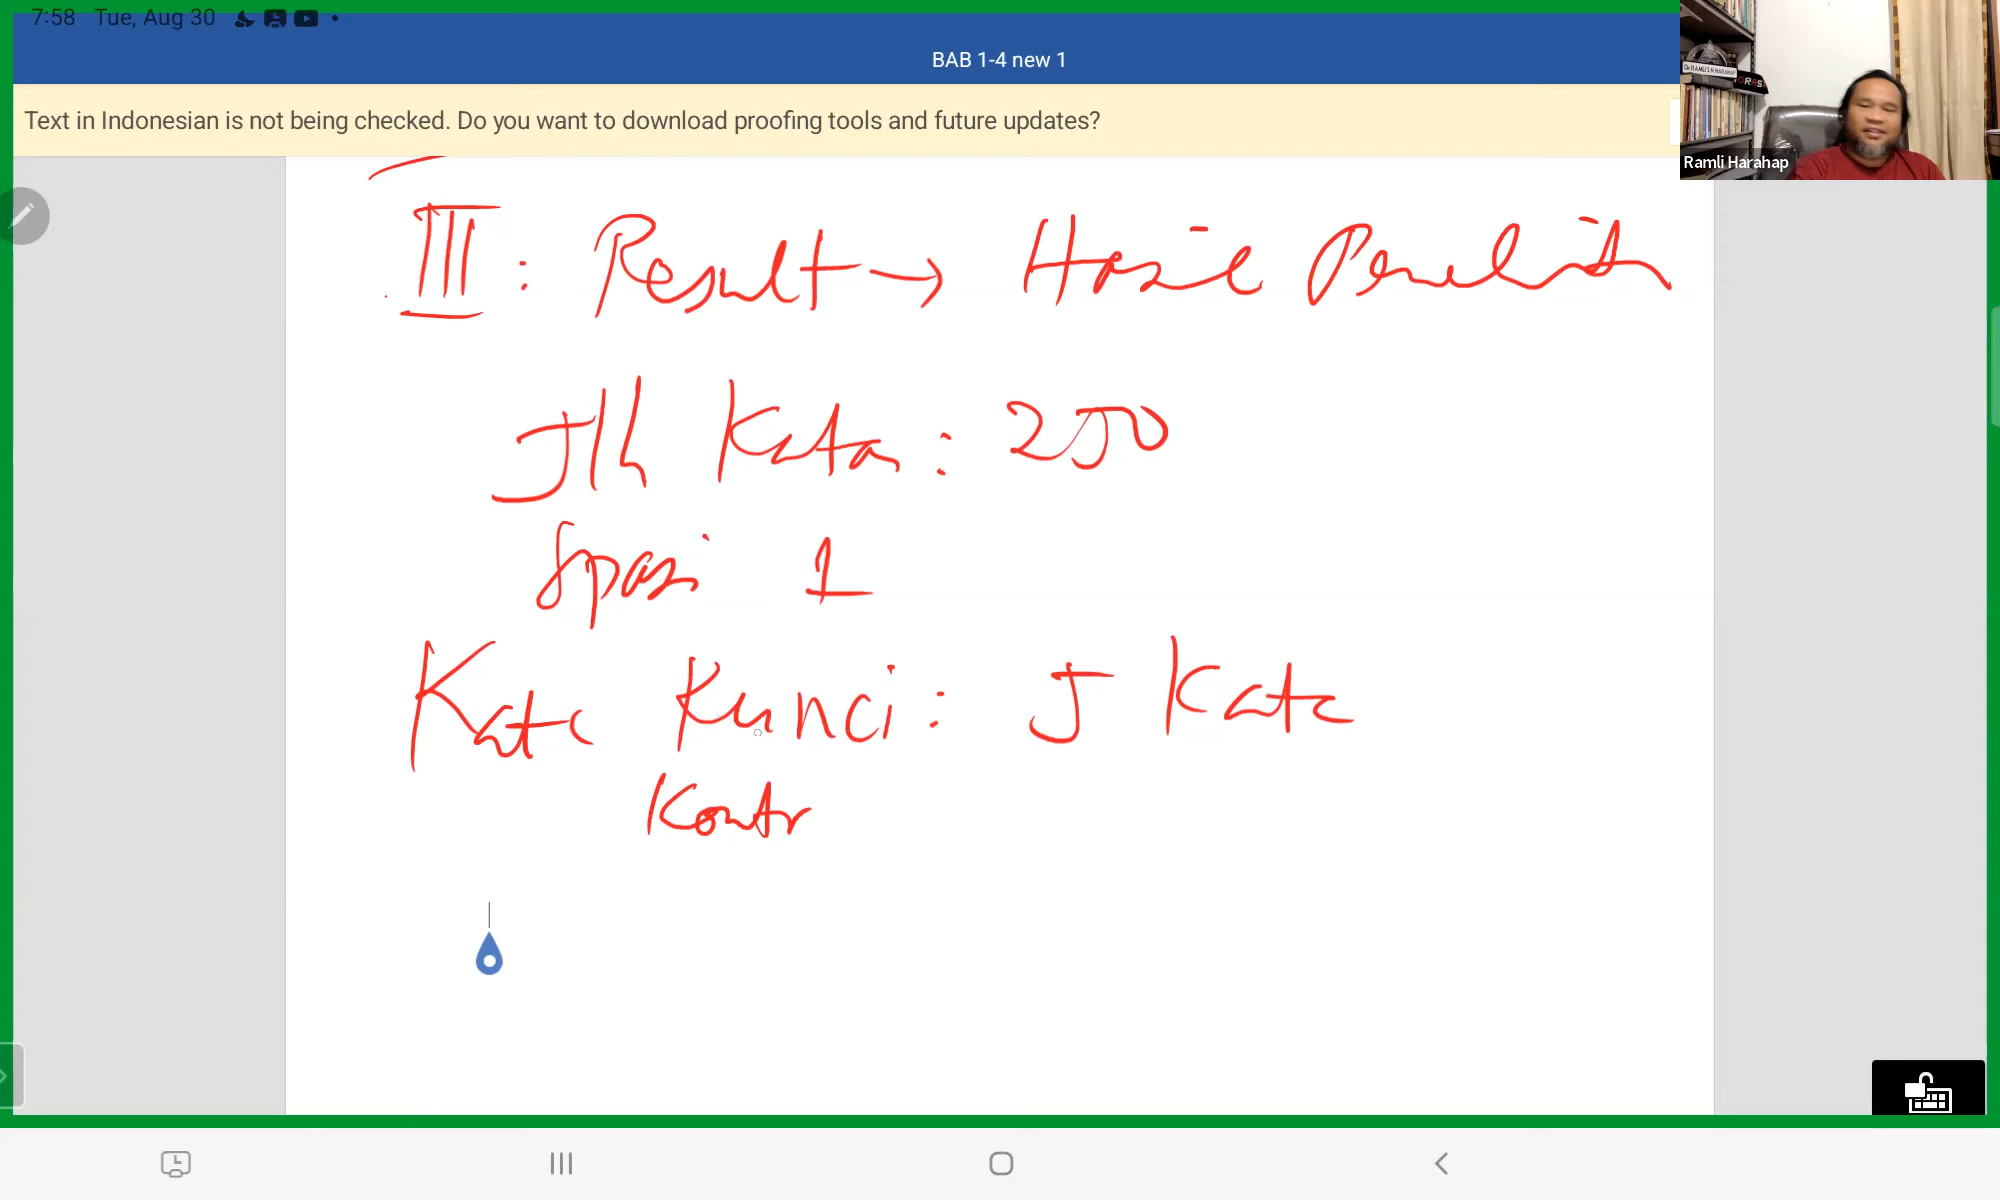 7:58 Tue, Aug 30
BAB 1-4 new 1
Text in Indonesian is not being checked. Do you want to download proofing tools and future updates?
Ramli Harahap
III : Result → Hasil
Jlh Kata : 250
Spasi 1
Kata Kunci : 5 Kata
Kontr